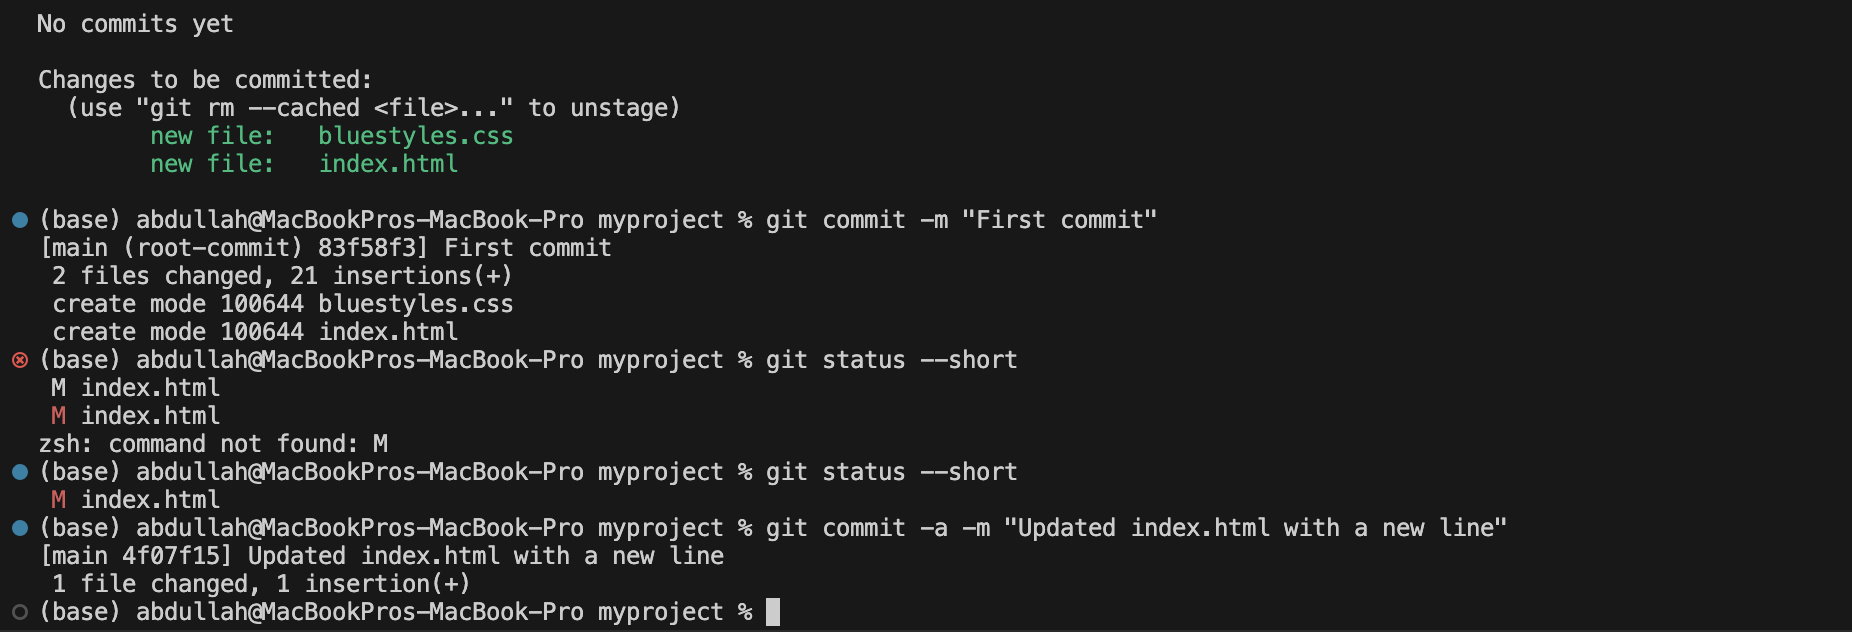 No commits yet
Changes to be committed:
(use "git rm --cached <file>..." to unstage)
new file:   bluestyles.css
new file:   index.html
(base) abdullah@MacBookPros-MacBook-Pro myproject % git commit -m "First commit"
[main (root-commit) 83f58f3] First commit
2 files changed, 21 insertions(+)
create mode 100644 bluestyles.css
create mode 100644 index.html
(base) abdullah@MacBookPros-MacBook-Pro myproject % git status --short
M index.html
M index.html
zsh: command not found: M
(base) abdullah@MacBookPros-MacBook-Pro myproject % git status --short
M index.html
(base) abdullah@MacBookPros-MacBook-Pro myproject % git commit -a -m "Updated index.html with a new line"
[main 4f07f15] Updated index.html with a new line
1 file changed, 1 insertion(+)
(base) abdullah@MacBookPros-MacBook-Pro myproject %